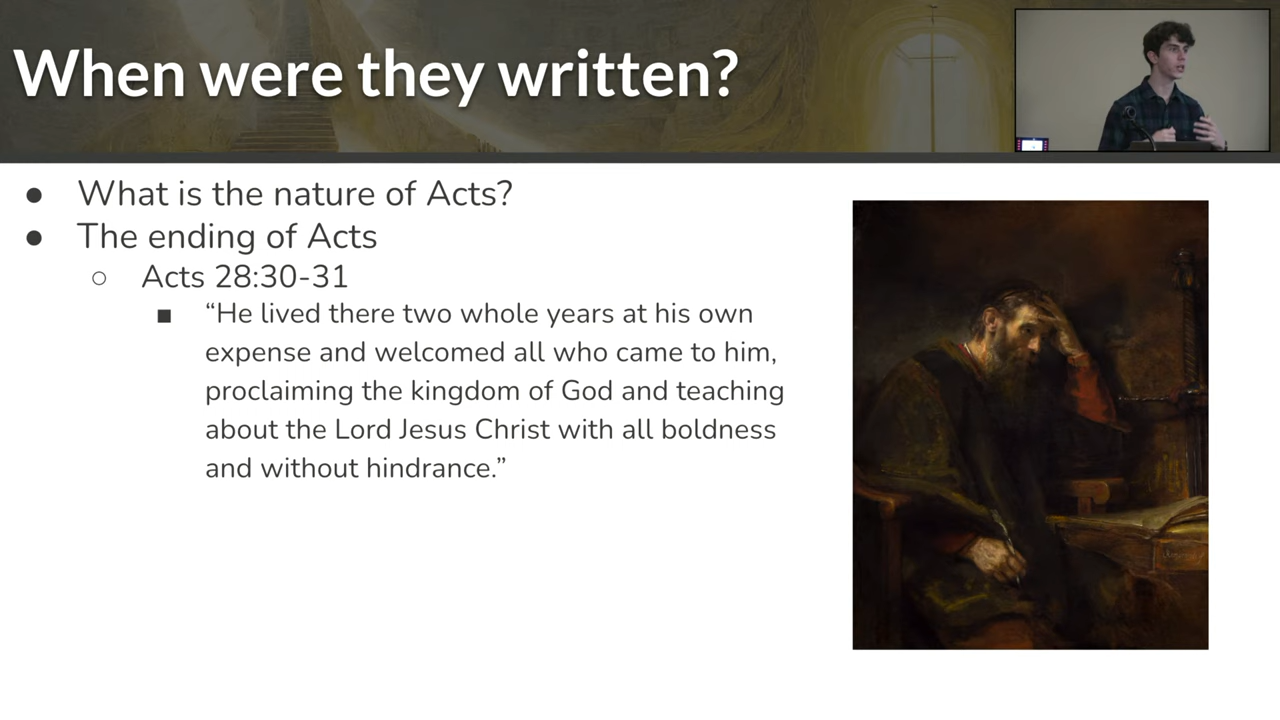 When were they written?
● What is the nature of Acts?
● The ending of Acts
○ Acts 28:30-31
■ “He lived there two whole years at his own
expense and welcomed all who came to him,
proclaiming the kingdom of God and teaching
about the Lord Jesus Christ with all boldness
and without hindrance.”